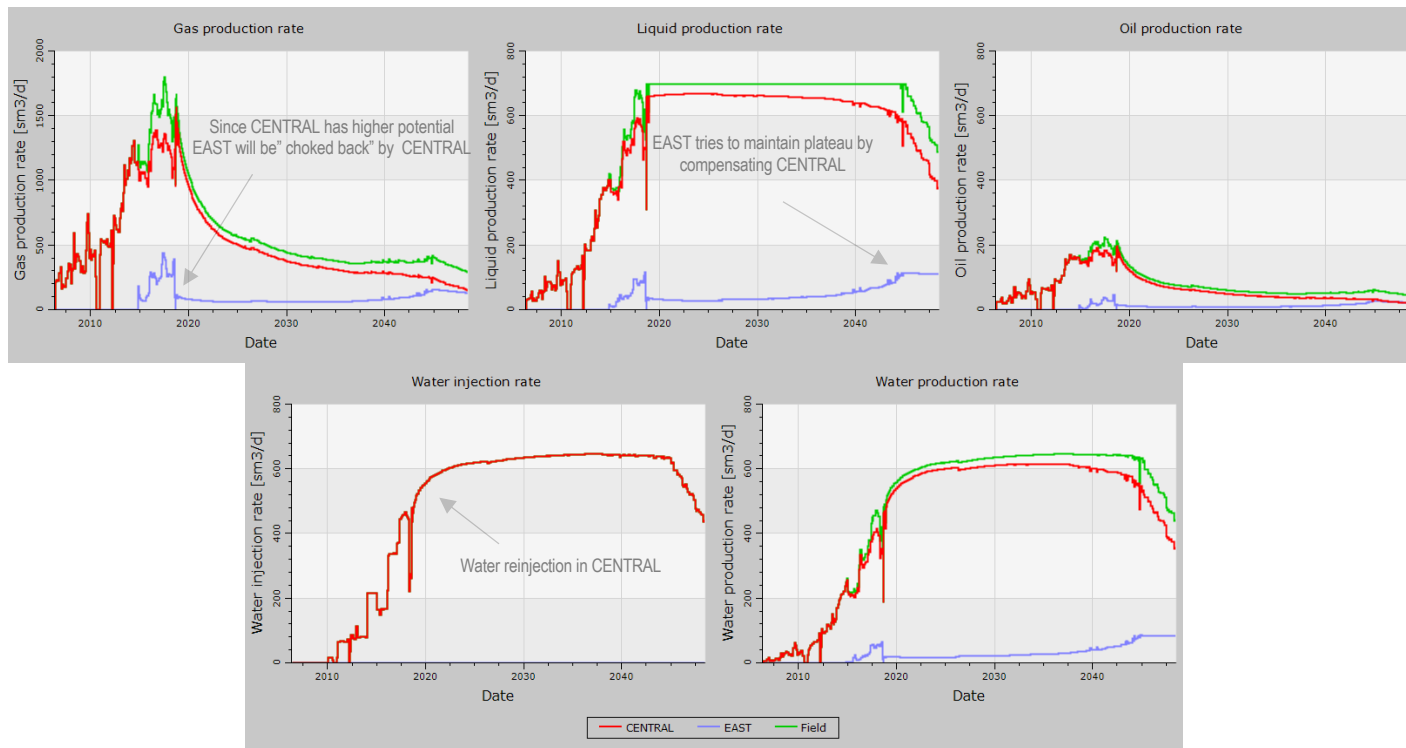 Gas production rate
Gas production rate [sm3/d]
2000
1500
1000
500
0
Since CENTRAL has higher potential
EAST will be” choked back” by CENTRAL
2010
2020
2030
2040
Date
Liquid production rate
Liquid production rate [sm3/d]
800
600
400
200
0
EAST tries to maintain plateau by
compensating CENTRAL
2010
2020
2030
2040
Date
Oil production rate
Oil production rate [sm3/d]
800
600
400
200
0
2010
2020
2030
2040
Date
Water injection rate
Water injection rate [sm3/d]
800
600
400
200
0
Water reinjection in CENTRAL
2010
2020
2030
2040
Date
Water production rate
Water production rate [sm3/d]
800
600
400
200
0
2010
2020
2030
2040
Date
CENTRAL
EAST
Field